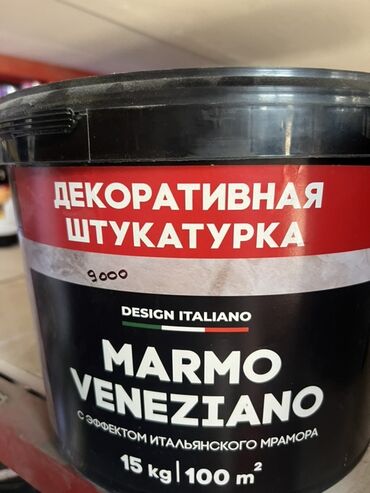 ДЕКОРАТИВНАЯ
ШТУКАТУРКА
9000
DESIGN ITALIANO
MARMO
VENEZIANO
С ЭФФЕКТОМ ИТАЛЬЯНСКОГО МРАМОРА
15 kg | 100 m²